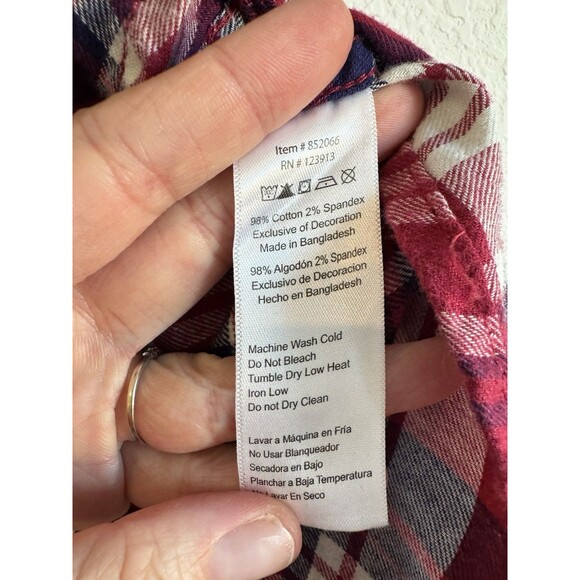 Item # 852066
RN # 123913
98% Cotton 2% Spandex
Exclusive of Decoration
Made in Bangladesh
98% Algodón 2% Spandex
Exclusivo de Decoracion
Hecho en Bangladesh
Machine Wash Cold
Do Not Bleach
Tumble Dry Low Heat
Iron Low
Do not Dry Clean
Lavar a Máquina en Fría
No Usar Blanqueador
Secadora en Bajo
Planchar a Baja Temperatura
No Lavar En Seco